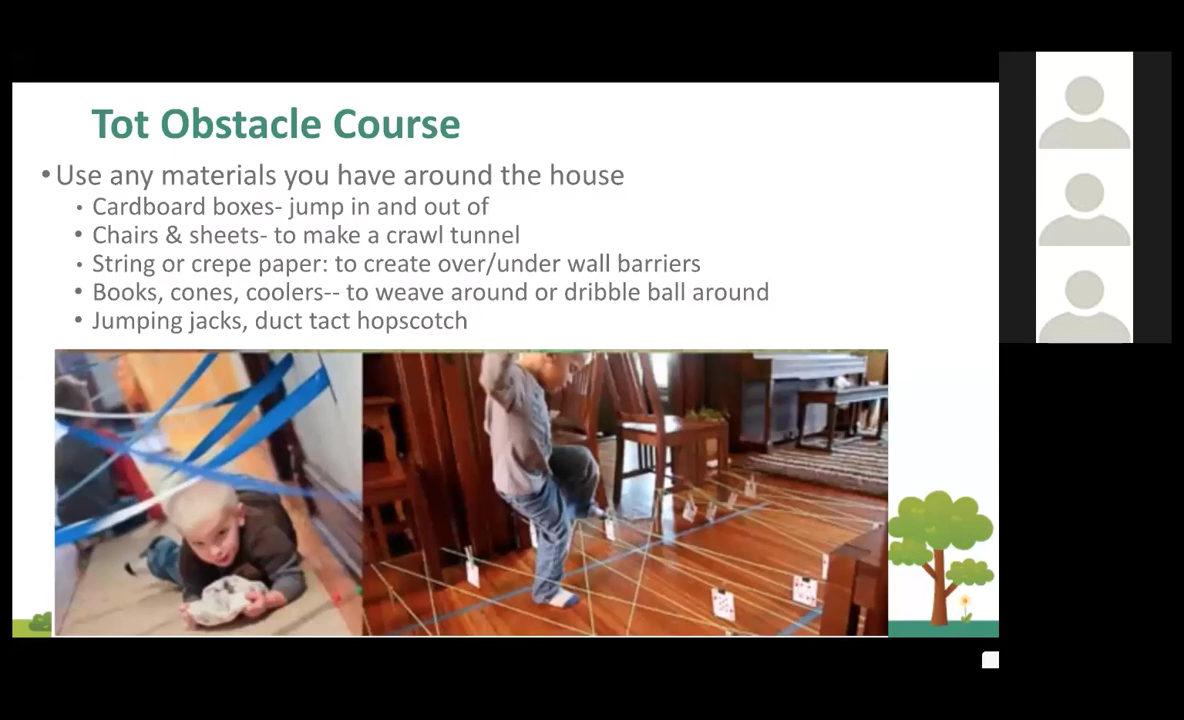 Tot Obstacle Course
•Use any materials you have around the house
• Cardboard boxes- jump in and out of
• Chairs & sheets- to make a crawl tunnel
• String or crepe paper: to create over/under wall barriers
• Books, cones, coolers-- to weave around or dribble ball around
• Jumping jacks, duct tact hopscotch